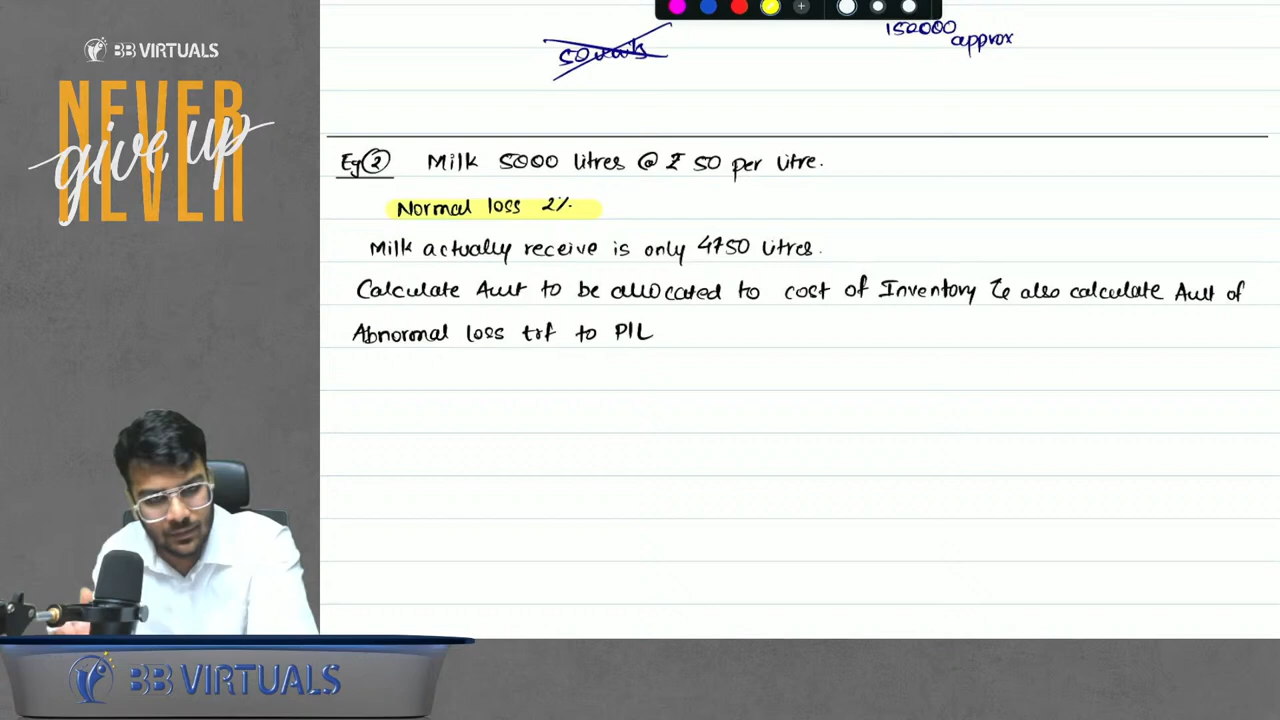 BB VIRTUALS
NEVER
give up
NEVER
150000
approx
Eg ② Milk 5000 litres @ ₹ 50 per litre.
Normal loss 2%.
Milk actually receive is only 4750 litres.
Calculate Amt to be allocated to cost of Inventory & also calculate Amt of
Abnormal loss trf to P/L
BB VIRTUALS